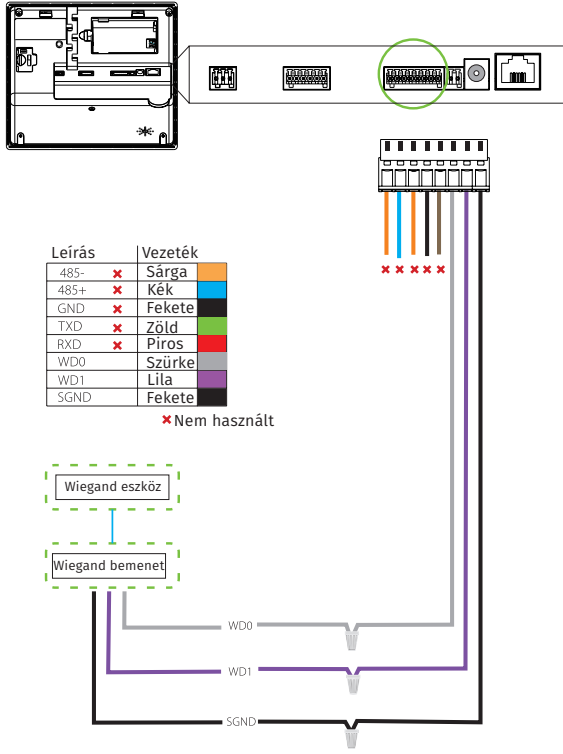 Leírás Vezeték
485- Sárga
485+ Kék
GND Fekete
TXD Zöld
RXD Piros
WD0 Szürke
WD1 Lila
SGND Fekete
Nem használt
Wiegand eszköz
Wiegand bemenet
WD0
WD1
SGND